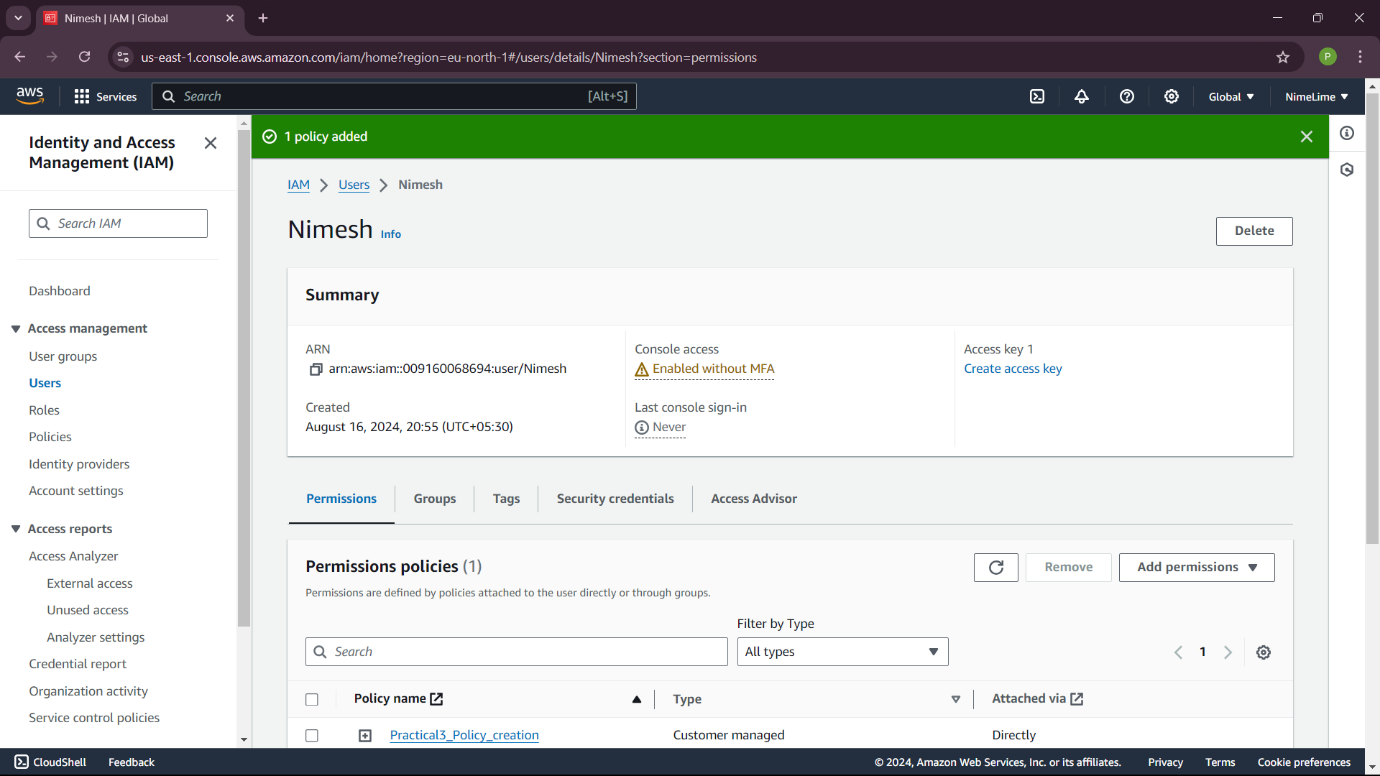 Nimesh | IAM | Global
us-east-1.console.aws.amazon.com/iam/home?region=eu-north-1#/users/details/Nimesh?section=permissions
P
aws
Services
Search
[Alt+S]
Global
NimeLime
Identity and Access
Management (IAM)
Search IAM
Dashboard
Access management
User groups
Users
Roles
Policies
Identity providers
Account settings
Access reports
Access Analyzer
External access
Unused access
Analyzer settings
Credential report
Organization activity
Service control policies
1 policy added
IAM > Users > Nimesh
Nimesh Info
Delete
Summary
ARN
arn:aws:iam::009160068694:user/Nimesh
Created
August 16, 2024, 20:55 (UTC+05:30)
Console access
Enabled without MFA
Last console sign-in
Never
Access key 1
Create access key
Permissions
Groups
Tags
Security credentials
Access Advisor
Permissions policies (1)
Remove
Add permissions
Permissions are defined by policies attached to the user directly or through groups.
Filter by Type
Search
All types
1
Policy name
Type
Attached via
Practical3_Policy_creation
Customer managed
Directly
CloudShell
Feedback
© 2024, Amazon Web Services, Inc. or its affiliates.
Privacy
Terms
Cookie preferences